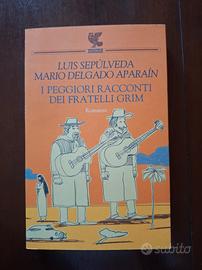 LUIS SEPÚLVEDA
MARIO DELGADO APARAÍN
I PEGGIORI RACCONTI
DEI FRATELLI GRIM
Romanzo
subito